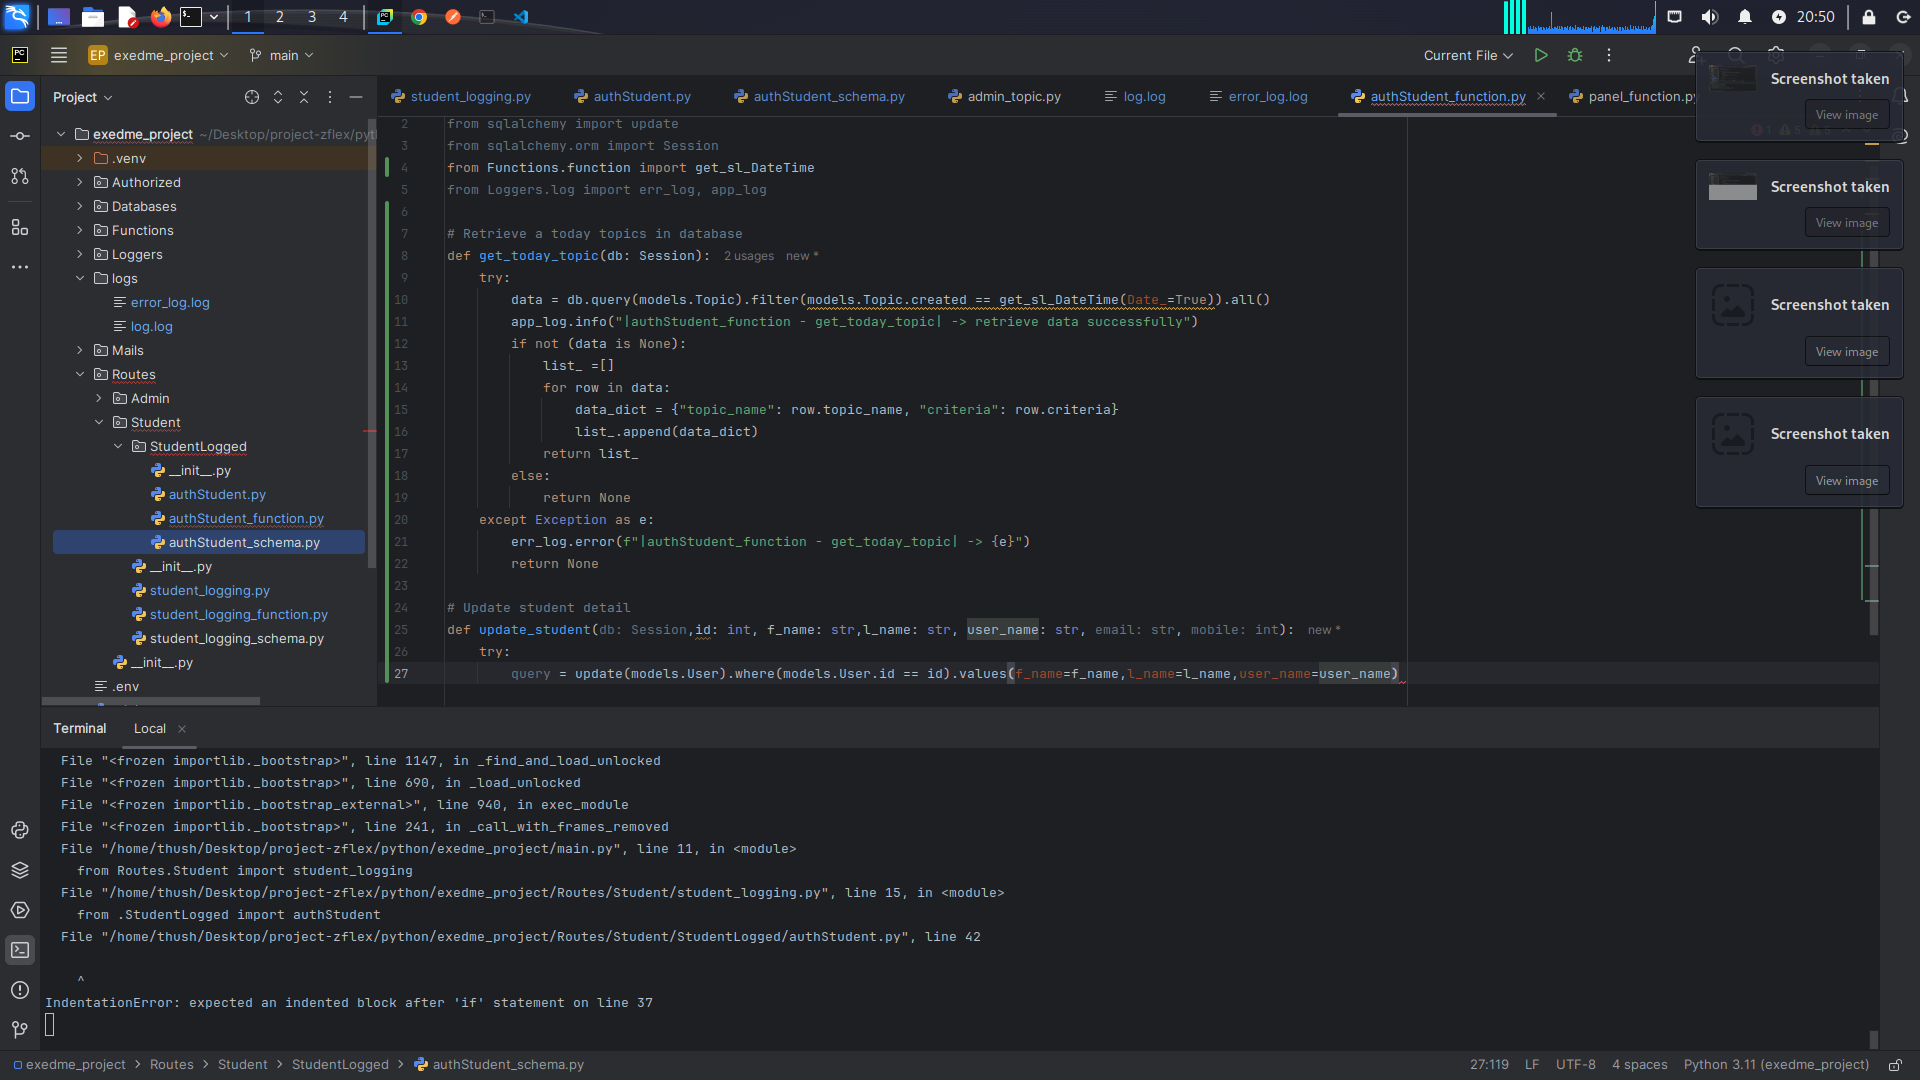 1 2 3 4
20:50
EP exedme_project main
Current File
Project
student_logging.py authStudent.py authStudent_schema.py admin_topic.py log.log error_log.log authStudent_function.py panel_function.py
exedme_project ~/Desktop/project-zflex/pyth
.venv
Authorized
Databases
Functions
Loggers
logs
error_log.log
log.log
Mails
Routes
Admin
Student
StudentLogged
__init__.py
authStudent.py
authStudent_function.py
authStudent_schema.py
__init__.py
student_logging.py
student_logging_function.py
student_logging_schema.py
__init__.py
.env
2 from sqlalchemy import update
3 from sqlalchemy.orm import Session
4 from Functions.function import get_sl_DateTime
5 from Loggers.log import err_log, app_log
6
7 # Retrieve a today topics in database
8 def get_today_topic(db: Session): 2 usages new *
9 try:
10 data = db.query(models.Topic).filter(models.Topic.created == get_sl_DateTime(Date_=True)).all()
11 app_log.info("|authStudent_function - get_today_topic| -> retrieve data successfully")
12 if not (data is None):
13 list_ =[]
14 for row in data:
15 data_dict = {"topic_name": row.topic_name, "criteria": row.criteria}
16 list_.append(data_dict)
17 return list_
18 else:
19 return None
20 except Exception as e:
21 err_log.error(f"|authStudent_function - get_today_topic| -> {e}")
22 return None
23
24 # Update student detail
25 def update_student(db: Session,id: int, f_name: str,l_name: str, user_name: str, email: str, mobile: int): new *
26 try:
27 query = update(models.User).where(models.User.id == id).values(f_name=f_name,l_name=l_name,user_name=user_name)
Screenshot taken
View image
Screenshot taken
View image
Screenshot taken
View image
Screenshot taken
View image
Terminal Local
File "<frozen importlib._bootstrap>", line 1147, in _find_and_load_unlocked
File "<frozen importlib._bootstrap>", line 690, in _load_unlocked
File "<frozen importlib._bootstrap_external>", line 940, in exec_module
File "<frozen importlib._bootstrap>", line 241, in _call_with_frames_removed
File "/home/thush/Desktop/project-zflex/python/exedme_project/main.py", line 11, in <module>
from Routes.Student import student_logging
File "/home/thush/Desktop/project-zflex/python/exedme_project/Routes/Student/student_logging.py", line 15, in <module>
from .StudentLogged import authStudent
File "/home/thush/Desktop/project-zflex/python/exedme_project/Routes/Student/StudentLogged/authStudent.py", line 42
^
IndentationError: expected an indented block after 'if' statement on line 37
exedme_project > Routes > Student > StudentLogged > authStudent_schema.py
27:119 LF UTF-8 4 spaces Python 3.11 (exedme_project)